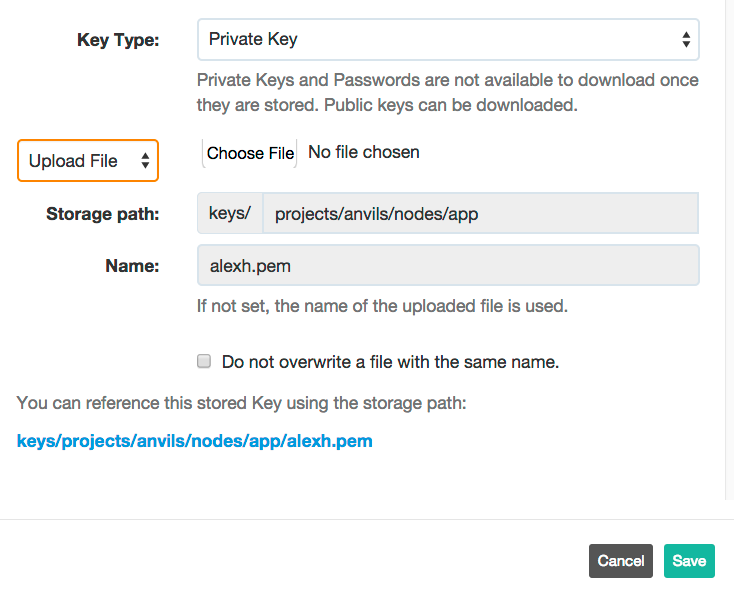 Key Type: Private Key
Private Keys and Passwords are not available to download once
they are stored. Public keys can be downloaded.
Upload File Choose File No file chosen
Storage path: keys/ projects/anvils/nodes/app
Name: alexh.pem
If not set, the name of the uploaded file is used.
Do not overwrite a file with the same name.
You can reference this stored Key using the storage path:
keys/projects/anvils/nodes/app/alexh.pem
Cancel Save